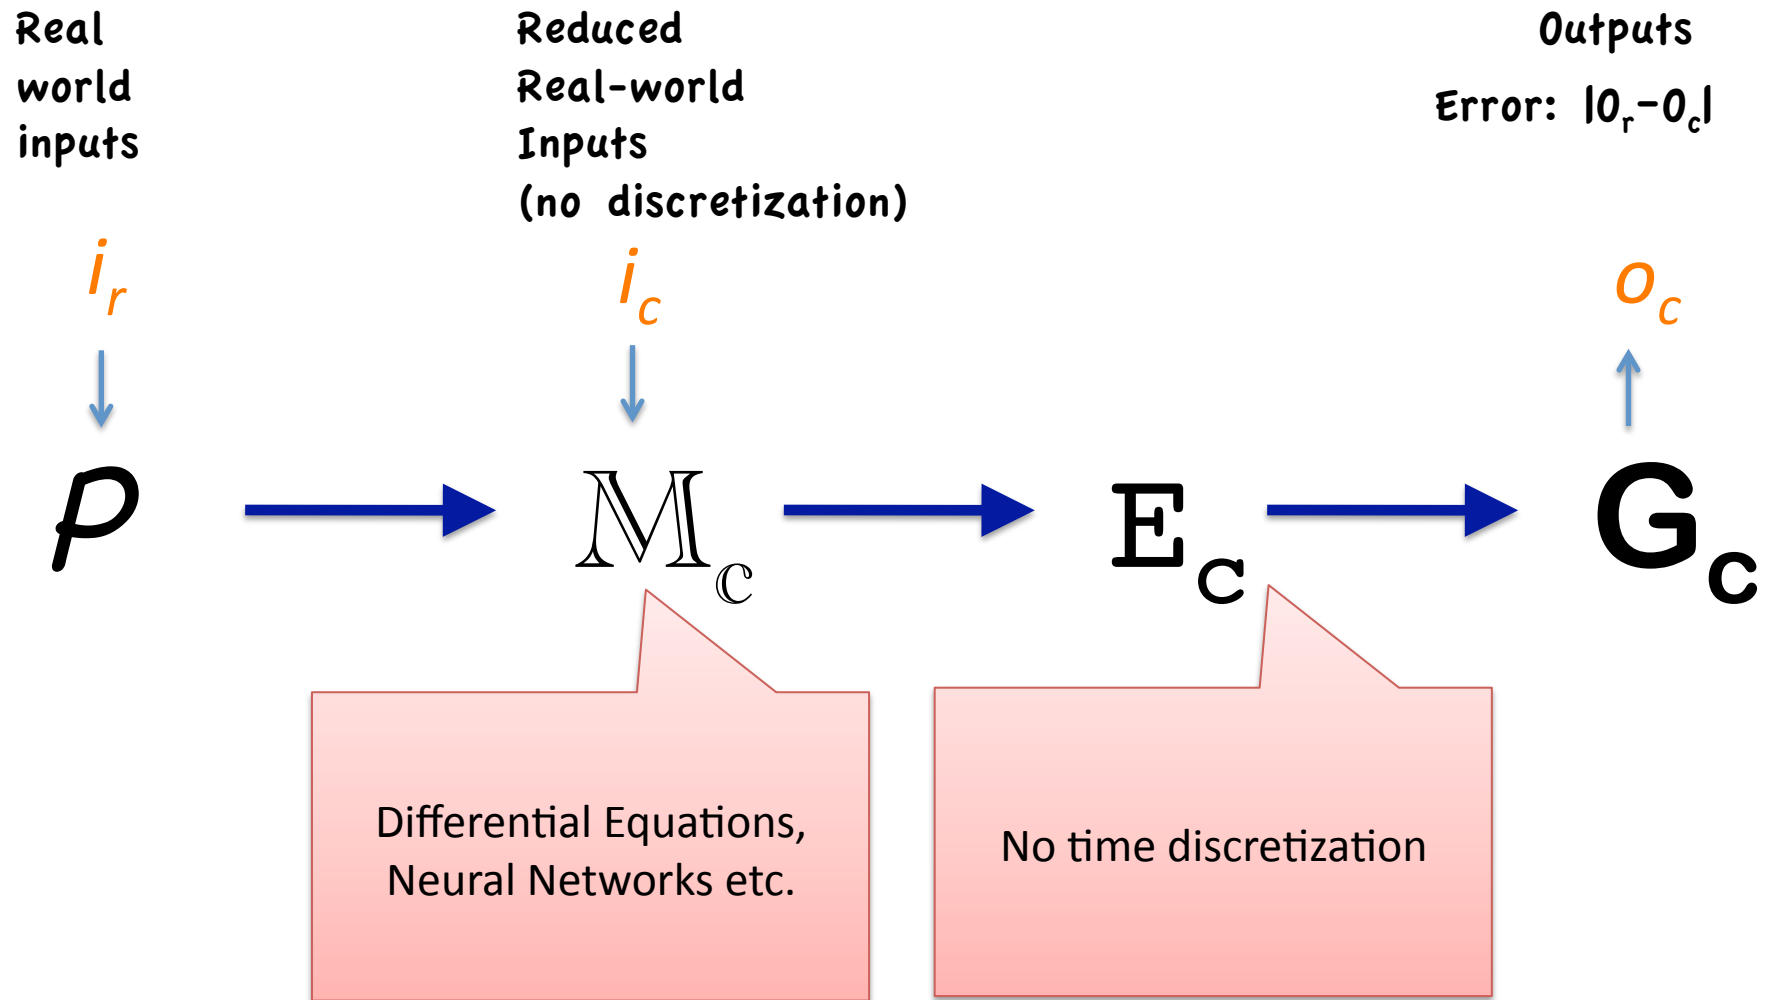 Real
world
inputs
Reduced
Real-world
Inputs
(no discretization)
Outputs
Error: |O_r-O_c|
i_r
i_c
o_c
P
M_c
E_c
G_c
Differential Equations,
Neural Networks etc.
No time discretization